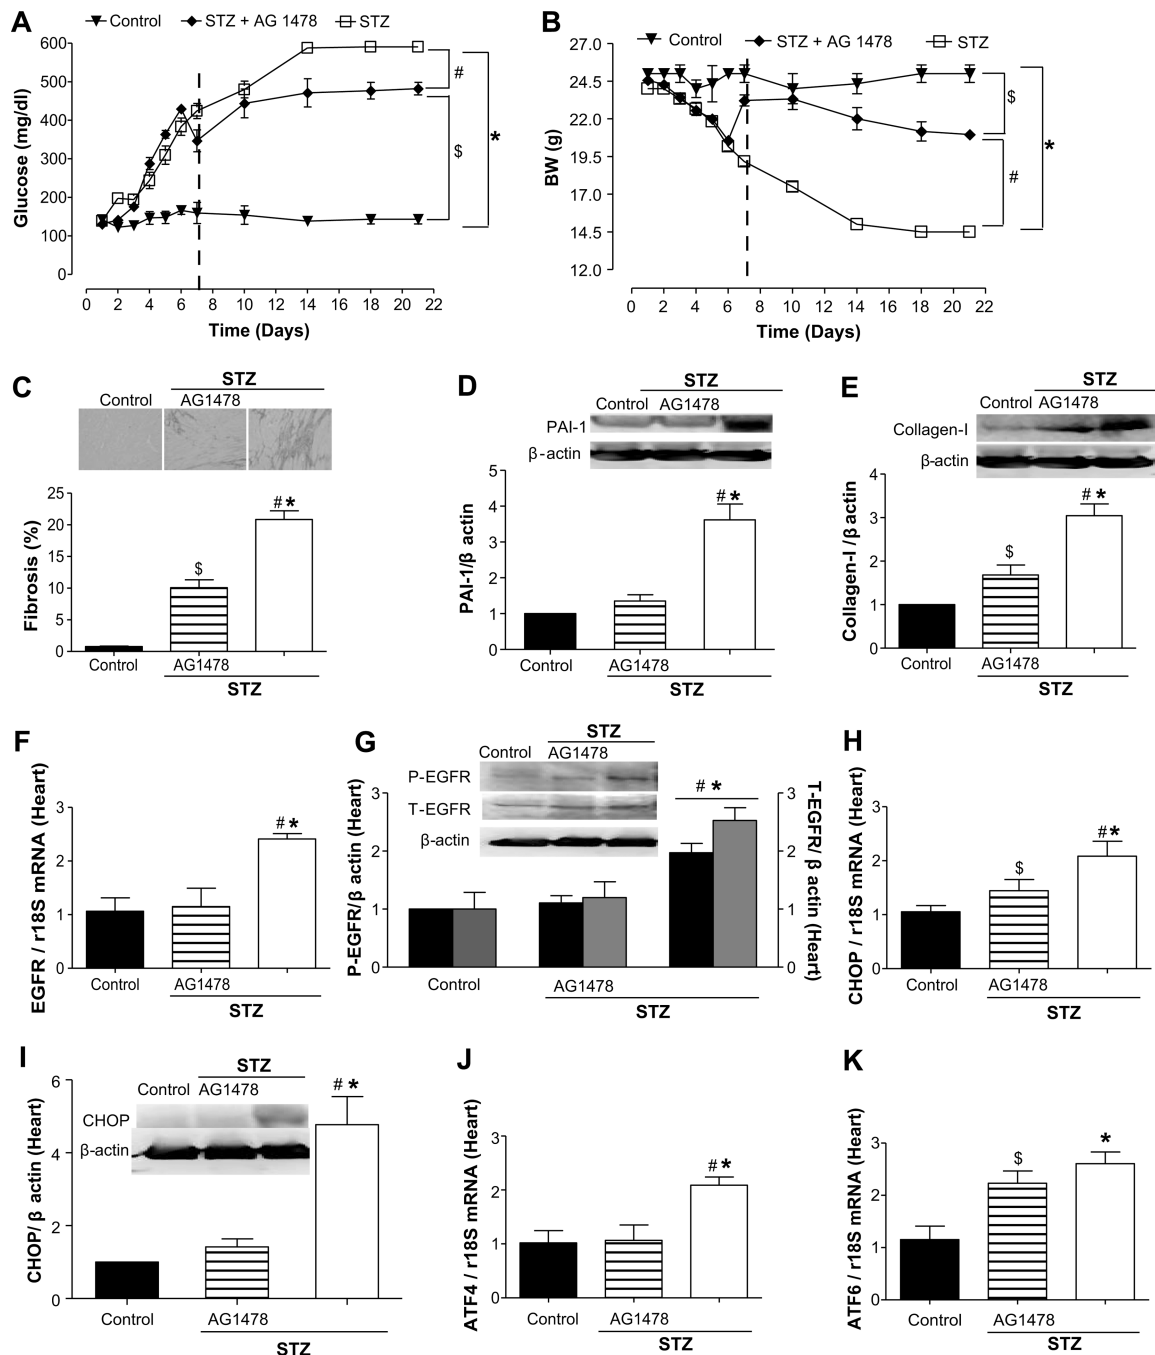 A
Control
STZ + AG 1478
STZ
Glucose (mg/dl)
600
500
400
300
200
100
0
#
$
*
0 2 4 6 8 10 12 14 16 18 20 22
Time (Days)
B
Control
STZ + AG 1478
STZ
BW (g)
27.0
24.5
22.0
19.5
17.0
14.5
12.0
$
#
*
0 2 4 6 8 10 12 14 16 18 20 22
Time (Days)
C
STZ
Control AG1478
Fibrosis (%)
25
20
15
10
5
0
$
#*
Control AG1478
STZ
D
STZ
Control AG1478
PAI-1
β-actin
PAI-1/β actin
5
4
3
2
1
0
#*
Control AG1478
STZ
E
STZ
Control AG1478
Collagen-I
β-actin
Collagen-I/β actin
4
3
2
1
0
$
#*
Control AG1478
STZ
F
EGFR / r18S mRNA (Heart)
3
2
1
0
#*
Control AG1478
STZ
G
STZ
Control AG1478
P-EGFR
T-EGFR
β-actin
P-EGFR/β actin (Heart)
3
2
1
0
# *
3
2
1
0
T-EGFR/ β actin (Heart)
Control AG1478
STZ
H
CHOP / r18S mRNA (Heart)
3
2
1
0
$
#*
Control AG1478
STZ
I
STZ
Control AG1478
CHOP
β-actin
CHOP/ β actin (Heart)
6
4
2
0
# *
Control AG1478
STZ
J
ATF4 / r18S mRNA (Heart)
3
2
1
0
#*
Control AG1478
STZ
K
ATF6 / r18S mRNA (Heart)
3
2
1
0
$
*
Control AG1478
STZ